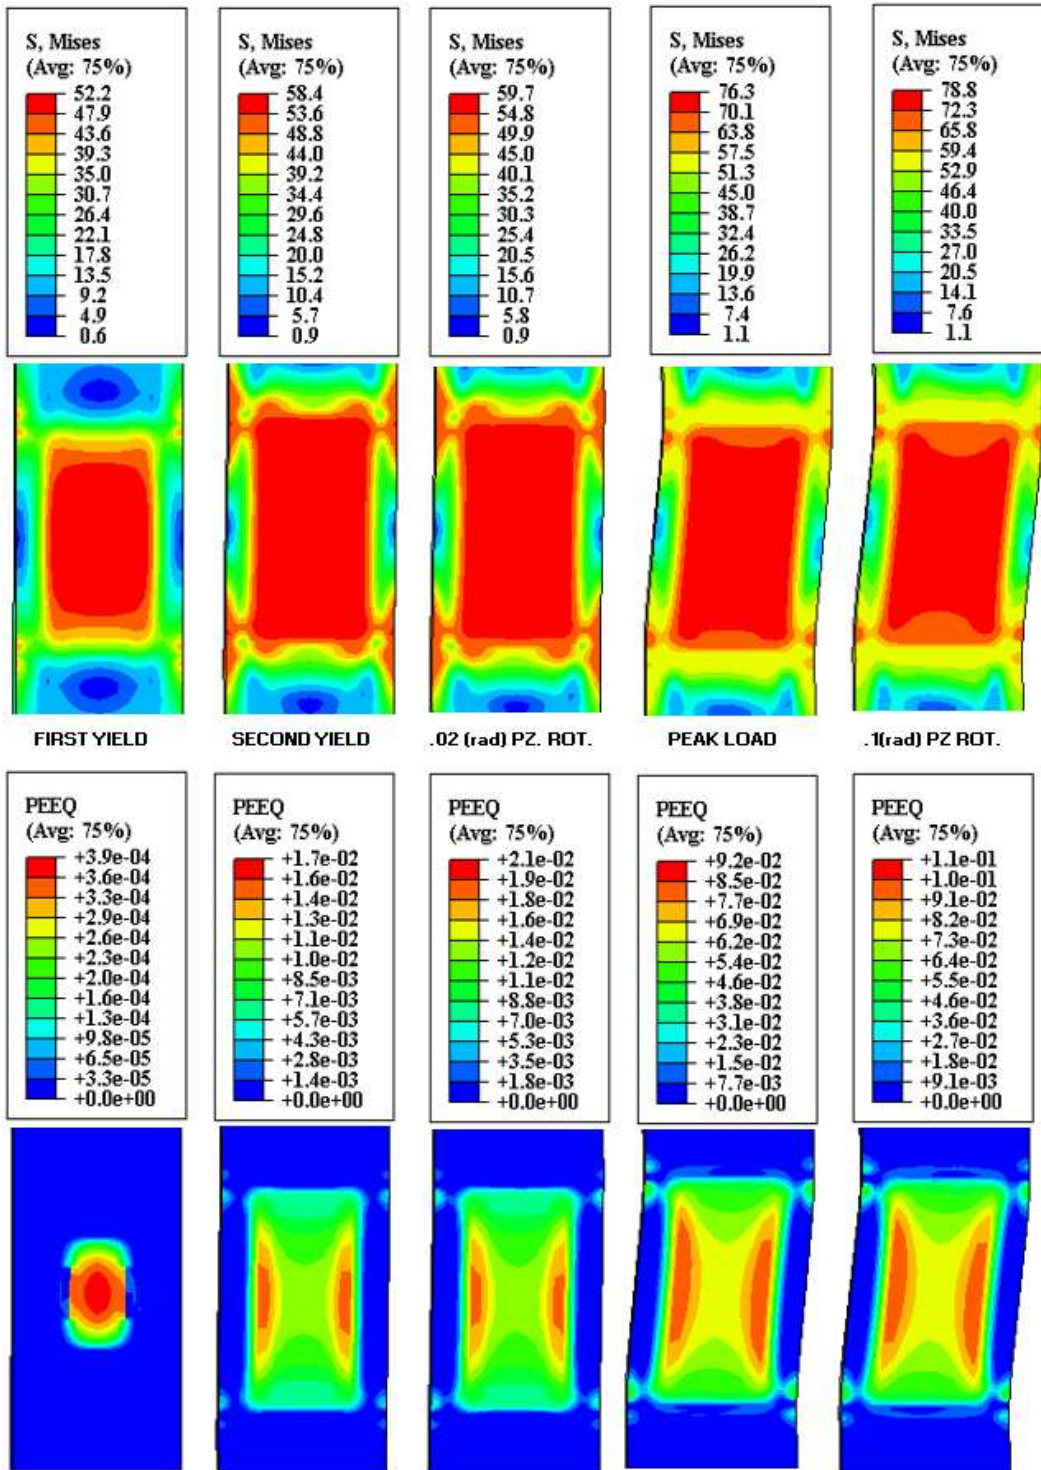 S, Mises
(Avg: 75%)
52.2
47.9
43.6
39.3
35.0
30.7
26.4
22.1
17.8
13.5
9.2
4.9
0.6
S, Mises
(Avg: 75%)
58.4
53.6
48.8
44.0
39.2
34.4
29.6
24.8
20.0
15.2
10.4
5.7
0.9
S, Mises
(Avg: 75%)
59.7
54.8
49.9
45.0
40.1
35.2
30.3
25.4
20.5
15.6
10.7
5.8
0.9
S, Mises
(Avg: 75%)
76.3
70.1
63.8
57.5
51.3
45.0
38.7
32.4
26.2
19.9
13.6
7.4
1.1
S, Mises
(Avg: 75%)
78.8
72.3
65.8
59.4
52.9
46.4
40.0
33.5
27.0
20.5
14.1
7.6
1.1
FIRST YIELD
SECOND YIELD
.02 (rad) PZ. ROT.
PEAK LOAD
.1(rad) PZ ROT.
PEEQ
(Avg: 75%)
+3.9e-04
+3.6e-04
+3.3e-04
+2.9e-04
+2.6e-04
+2.3e-04
+2.0e-04
+1.6e-04
+1.3e-04
+9.8e-05
+6.5e-05
+3.3e-05
+0.0e+00
PEEQ
(Avg: 75%)
+1.7e-02
+1.6e-02
+1.4e-02
+1.3e-02
+1.1e-02
+1.0e-02
+8.5e-03
+7.1e-03
+5.7e-03
+4.3e-03
+2.8e-03
+1.4e-03
+0.0e+00
PEEQ
(Avg: 75%)
+2.1e-02
+1.9e-02
+1.8e-02
+1.6e-02
+1.4e-02
+1.2e-02
+1.1e-02
+8.8e-03
+7.0e-03
+5.3e-03
+3.5e-03
+1.8e-03
+0.0e+00
PEEQ
(Avg: 75%)
+9.2e-02
+8.5e-02
+7.7e-02
+6.9e-02
+6.2e-02
+5.4e-02
+4.6e-02
+3.8e-02
+3.1e-02
+2.3e-02
+1.5e-02
+7.7e-03
+0.0e+00
PEEQ
(Avg: 75%)
+1.1e-01
+1.0e-01
+9.1e-02
+8.2e-02
+7.3e-02
+6.4e-02
+5.5e-02
+4.6e-02
+3.6e-02
+2.7e-02
+1.8e-02
+9.1e-03
+0.0e+00